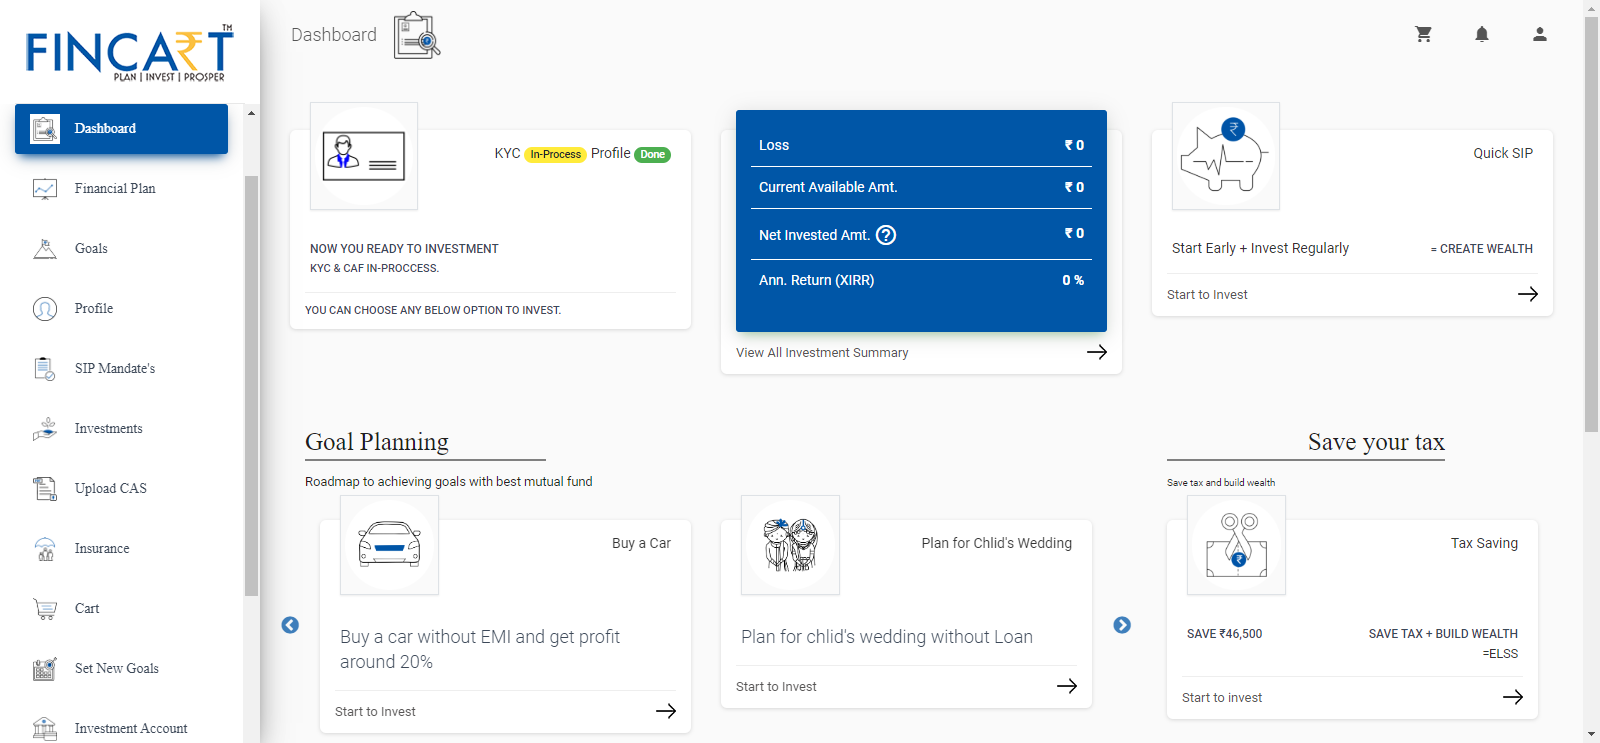 FINCART™
PLAN | INVEST | PROSPER
Dashboard
Financial Plan
Goals
Profile
SIP Mandate's
Investments
Upload CAS
Insurance
Cart
Set New Goals
Investment Account
Dashboard
KYC In-Process Profile Done
NOW YOU READY TO INVESTMENT
KYC & CAF IN-PROCCESS.
YOU CAN CHOOSE ANY BELOW OPTION TO INVEST.
Loss ₹ 0
Current Available Amt. ₹ 0
Net Invested Amt. ? ₹ 0
Ann. Return (XIRR) 0 %
View All Investment Summary
₹
Quick SIP
Start Early + Invest Regularly = CREATE WEALTH
Start to Invest
Goal Planning
Roadmap to achieving goals with best mutual fund
Buy a Car
Buy a car without EMI and get profit
around 20%
Start to Invest
Plan for Chlid's Wedding
Plan for chlid's wedding without Loan
Start to Invest
Save your tax
Save tax and build wealth
₹
Tax Saving
SAVE ₹46,500 SAVE TAX + BUILD WEALTH
=ELSS
Start to invest